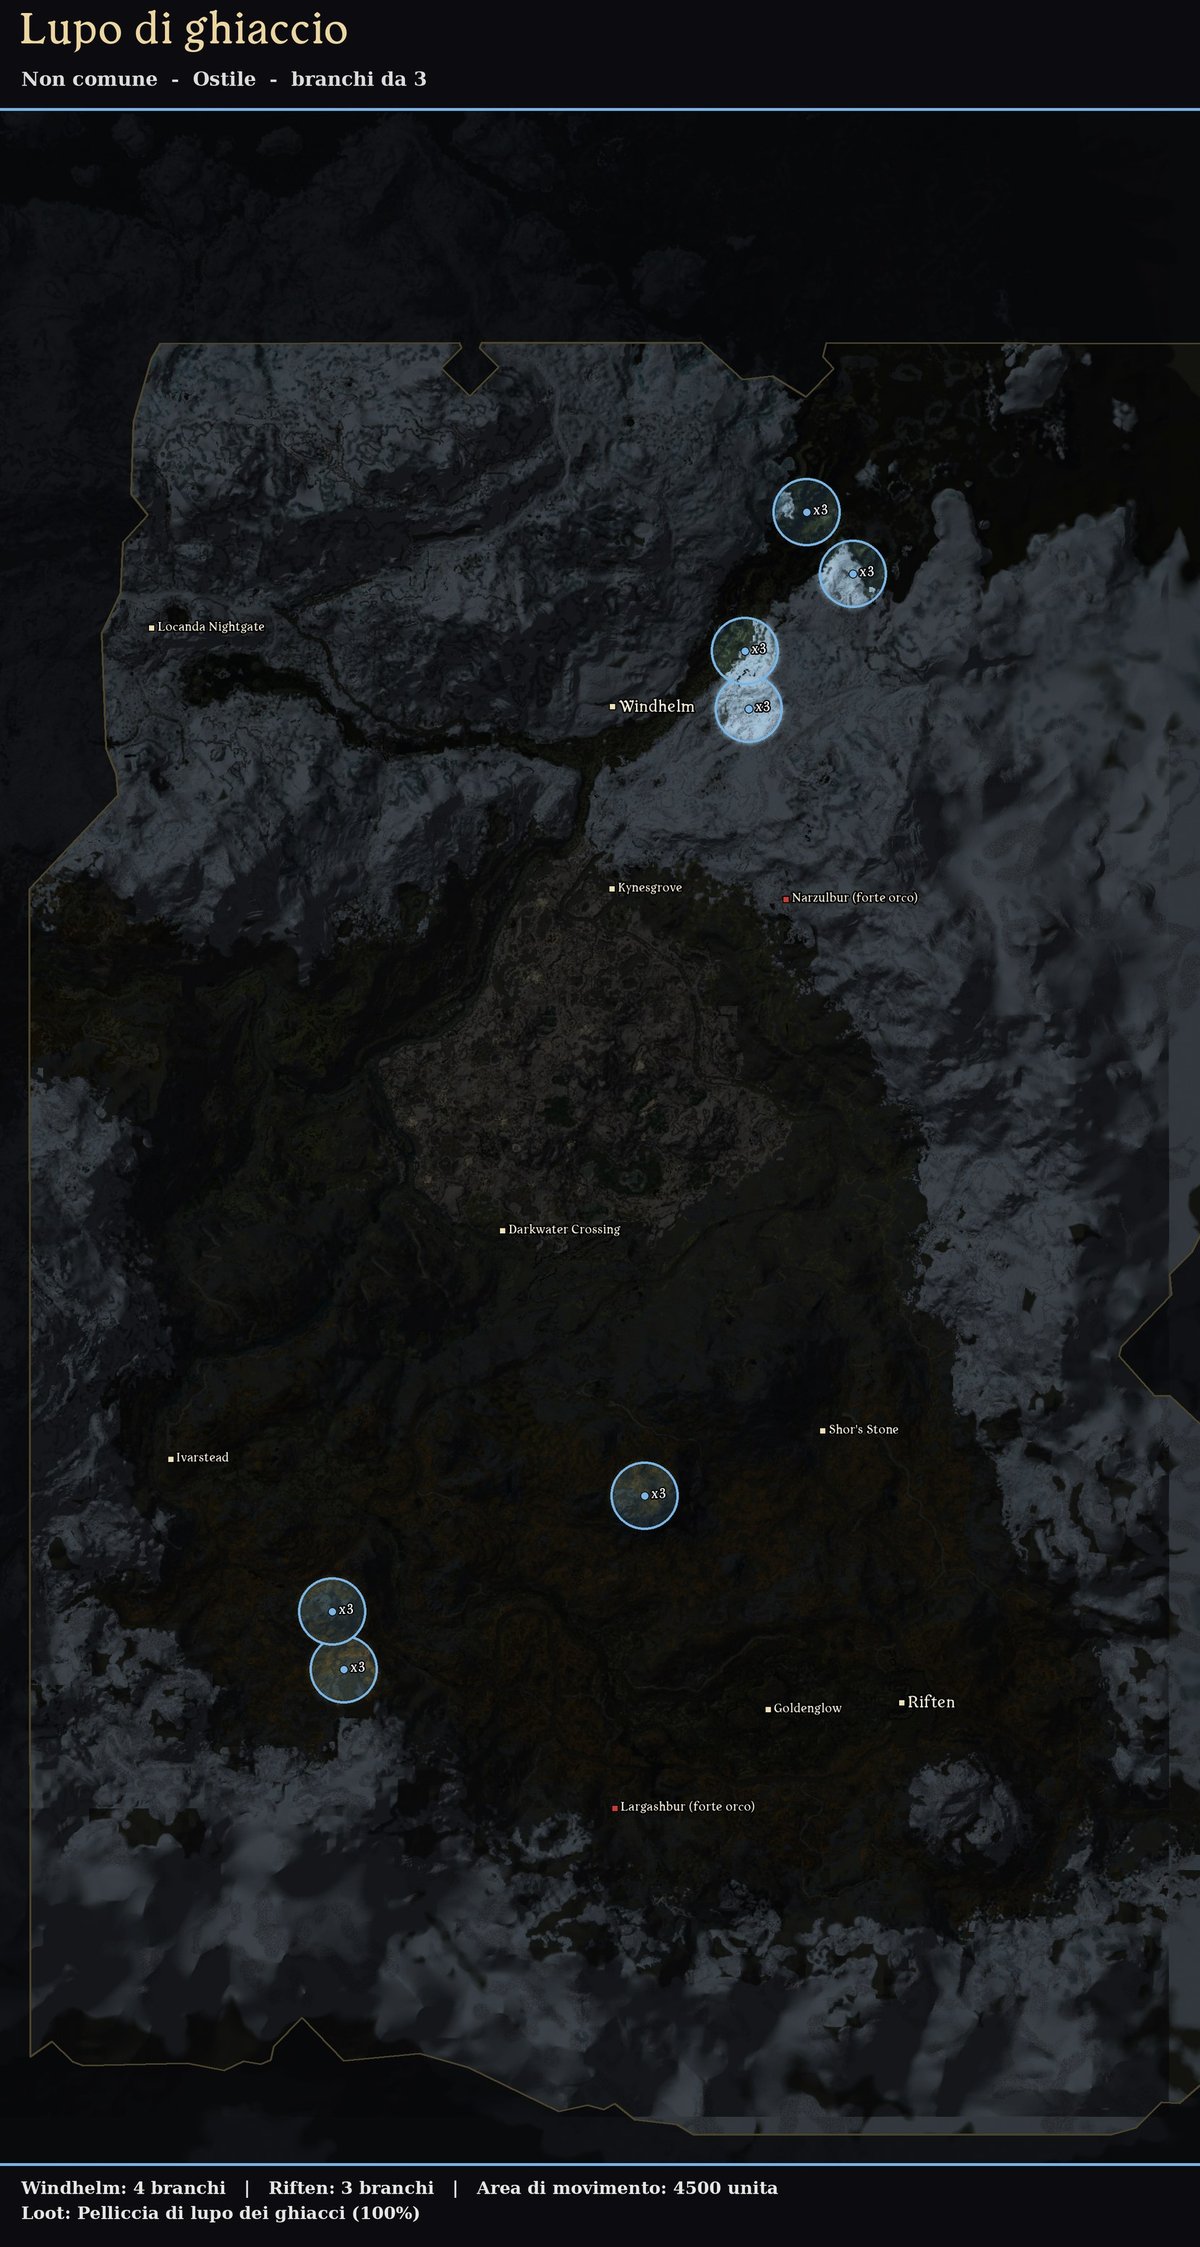 Lupo di ghiaccio
Non comune - Ostile - branchi da 3
x3
x3
Locanda Nightgate
x3
Windhelm
x3
Kynesgrove
Narzulbur (forte orco)
Darkwater Crossing
Shor's Stone
Ivarstead
x3
x3
x3
Riften
Goldenglow
Largashbur (forte orco)
Windhelm: 4 branchi | Riften: 3 branchi | Area di movimento: 4500 unita
Loot: Pelliccia di lupo dei ghiacci (100%)